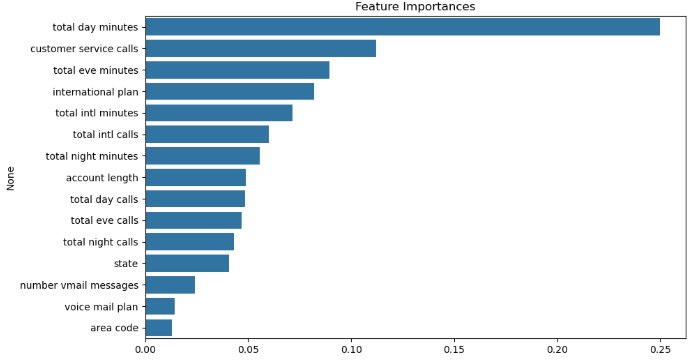 Feature Importances
total day minutes
customer service calls
total eve minutes
international plan
total intl minutes
total intl calls
total night minutes
account length
total day calls
total eve calls
total night calls
state
number vmail messages
voice mail plan
area code
None
0.00 0.05 0.10 0.15 0.20 0.25